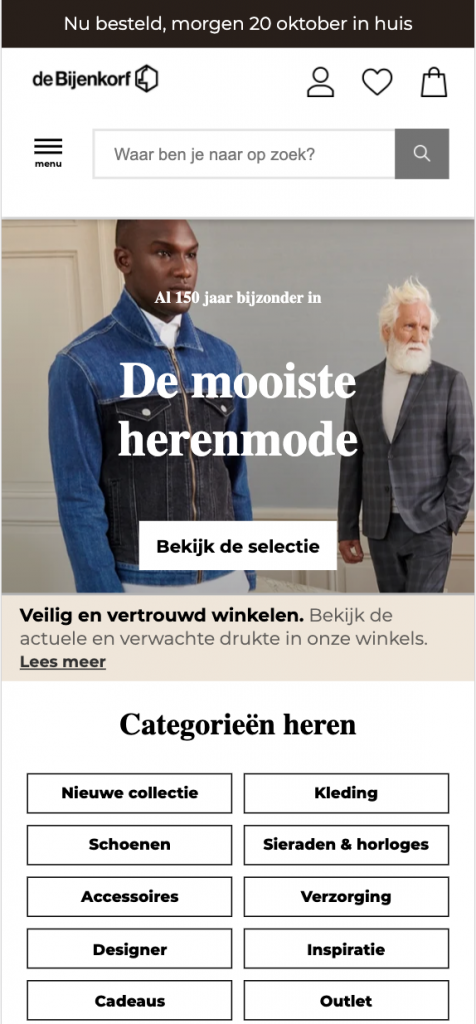 Nu besteld, morgen 20 oktober in huis
de Bijenkorf
menu
Waar ben je naar op zoek?
Al 150 jaar bijzonder in
De mooiste
herenmode
Bekijk de selectie
Veilig en vertrouwd winkelen. Bekijk de
actuele en verwachte drukte in onze winkels.
Lees meer
Categorieën heren
Nieuwe collectie
Kleding
Schoenen
Sieraden & horloges
Accessoires
Verzorging
Designer
Inspiratie
Cadeaus
Outlet